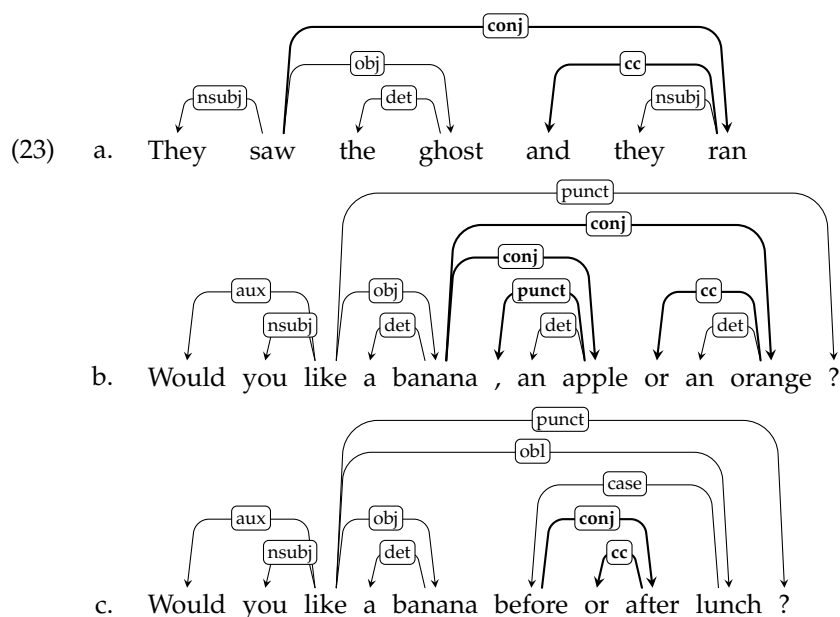 conj
obj cc
nsubj det nsubj
(23) a. They saw the ghost and they ran
punct
conj
conj
aux obj punct cc
nsubj det det det
b. Would you like a banana , an apple or an orange ?
punct
obl
case
aux obj conj
nsubj det cc
c. Would you like a banana before or after lunch ?